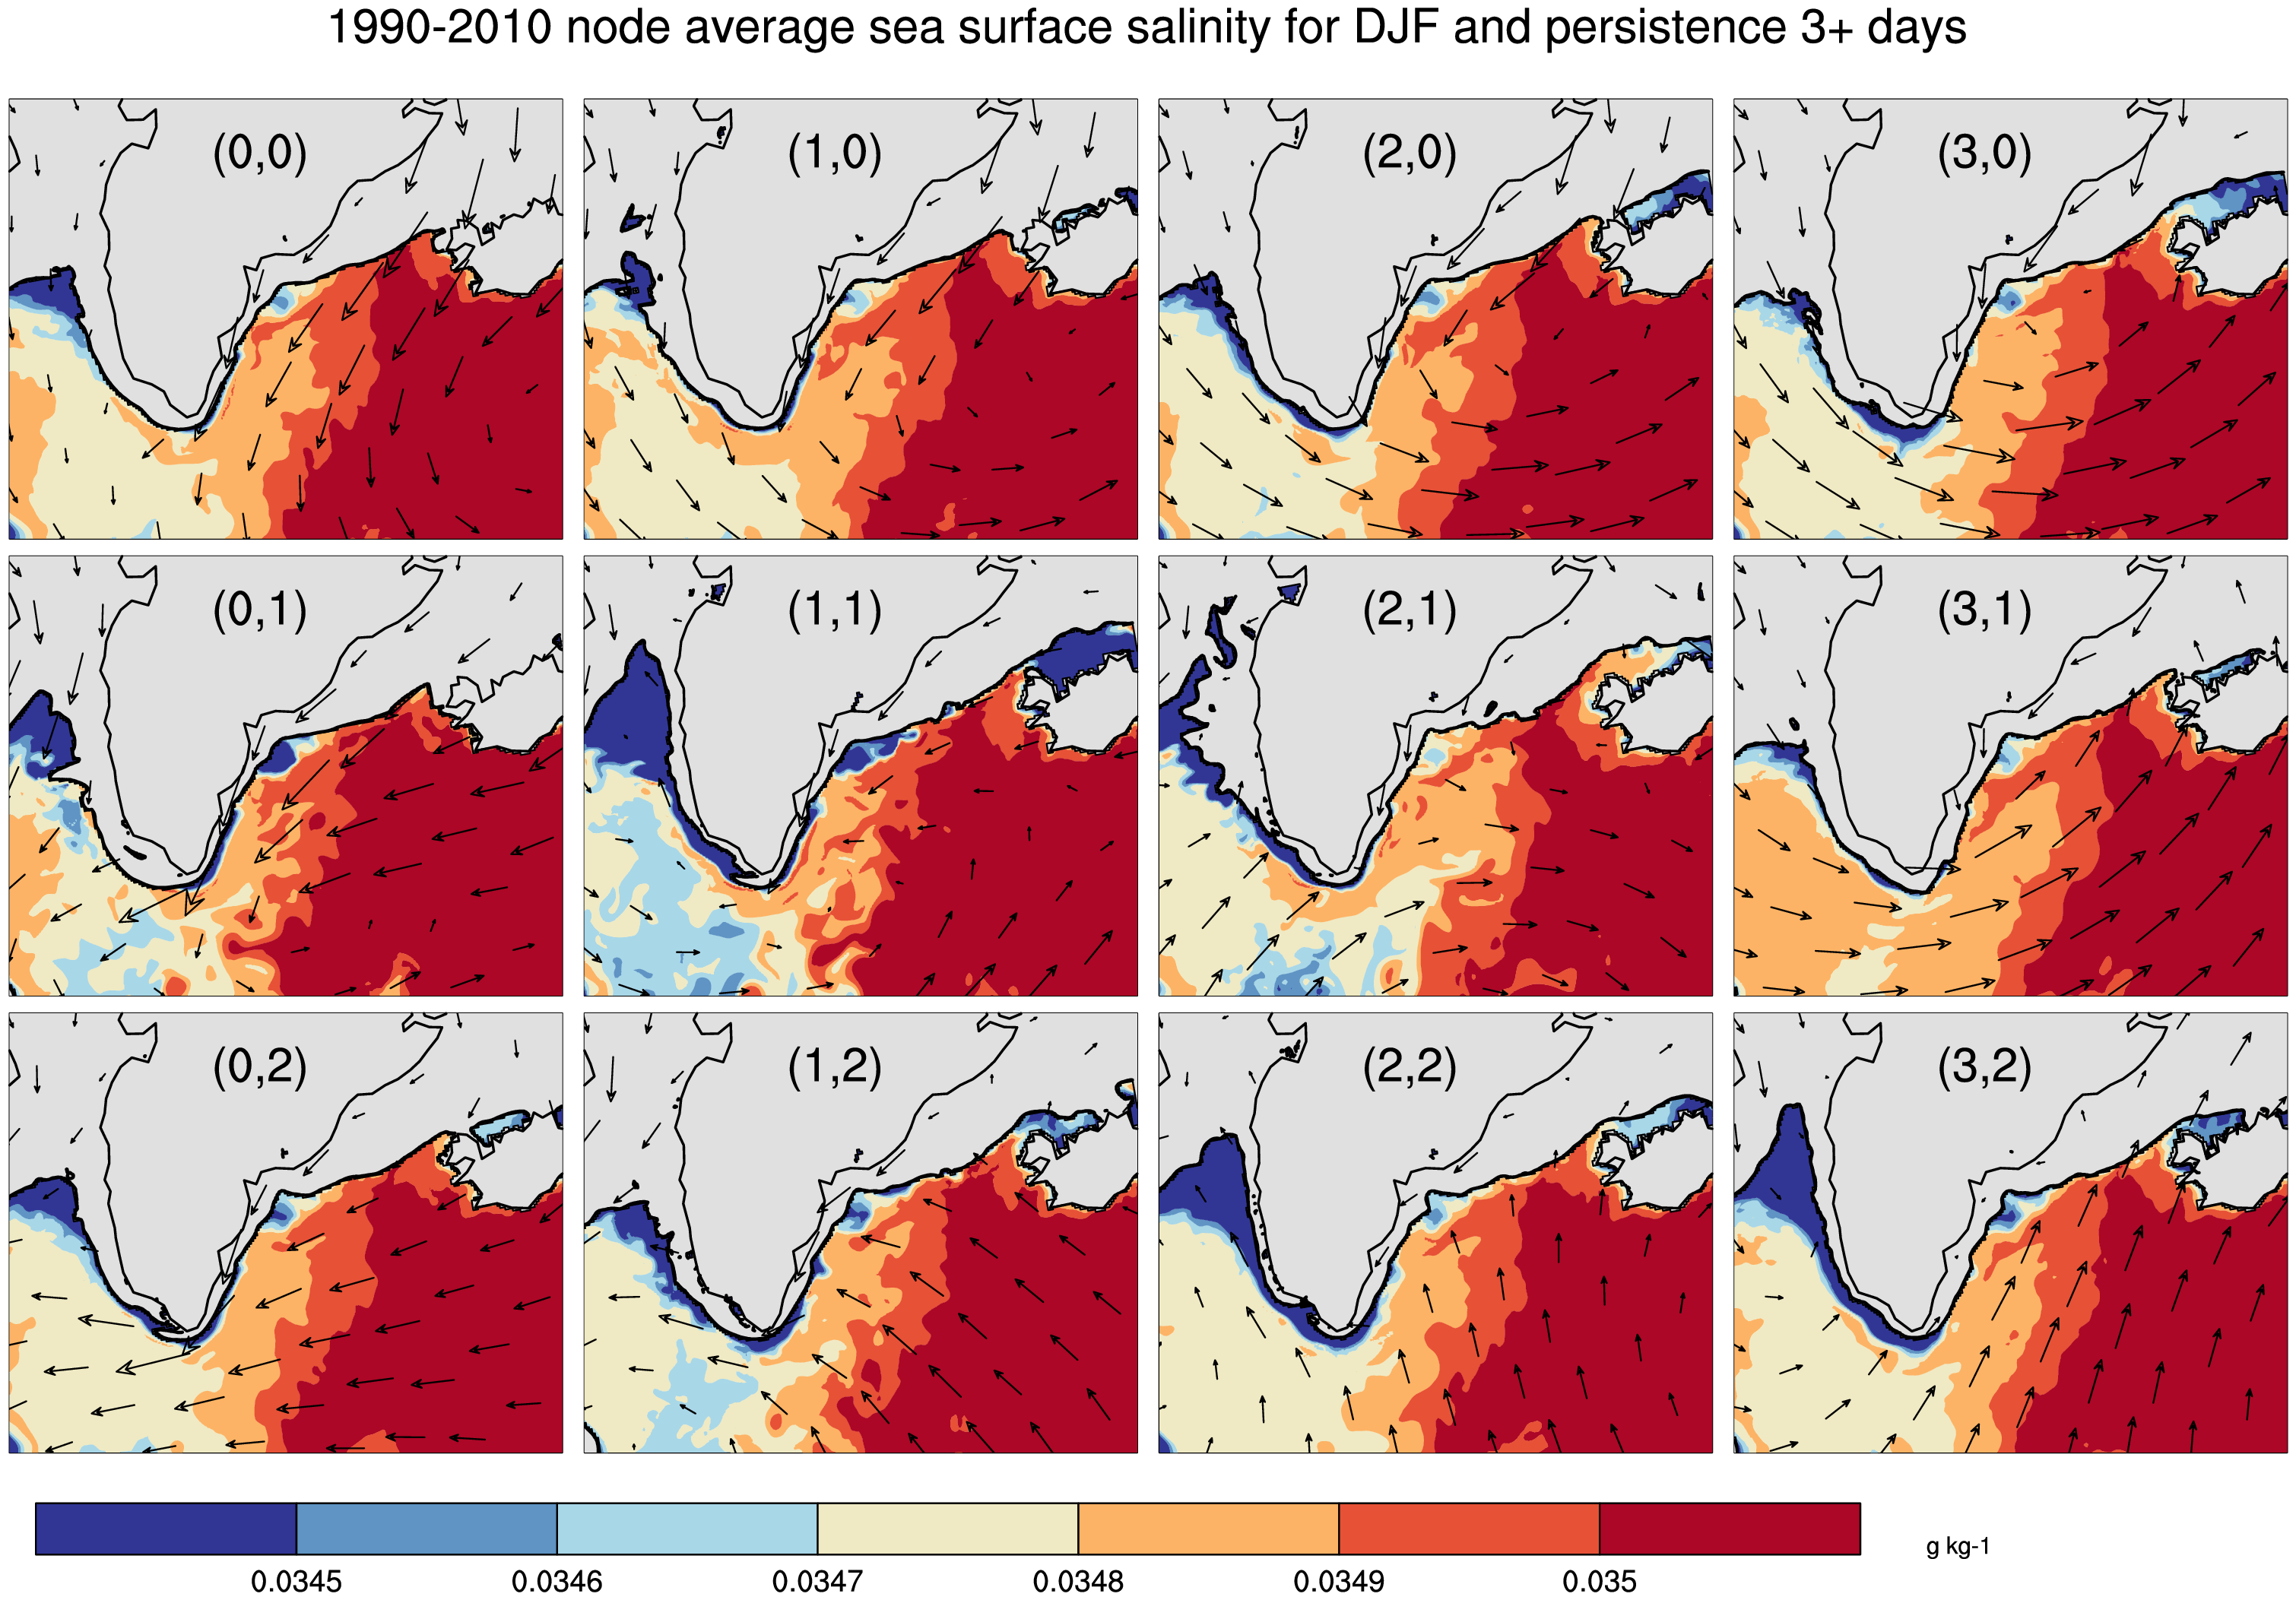 1990-2010 node average sea surface salinity for DJF and persistence 3+ days
(0,0) (1,0) (2,0) (3,0)
(0,1) (1,1) (2,1) (3,1)
(0,2) (1,2) (2,2) (3,2)
0.0345 0.0346 0.0347 0.0348 0.0349 0.035 g kg-1